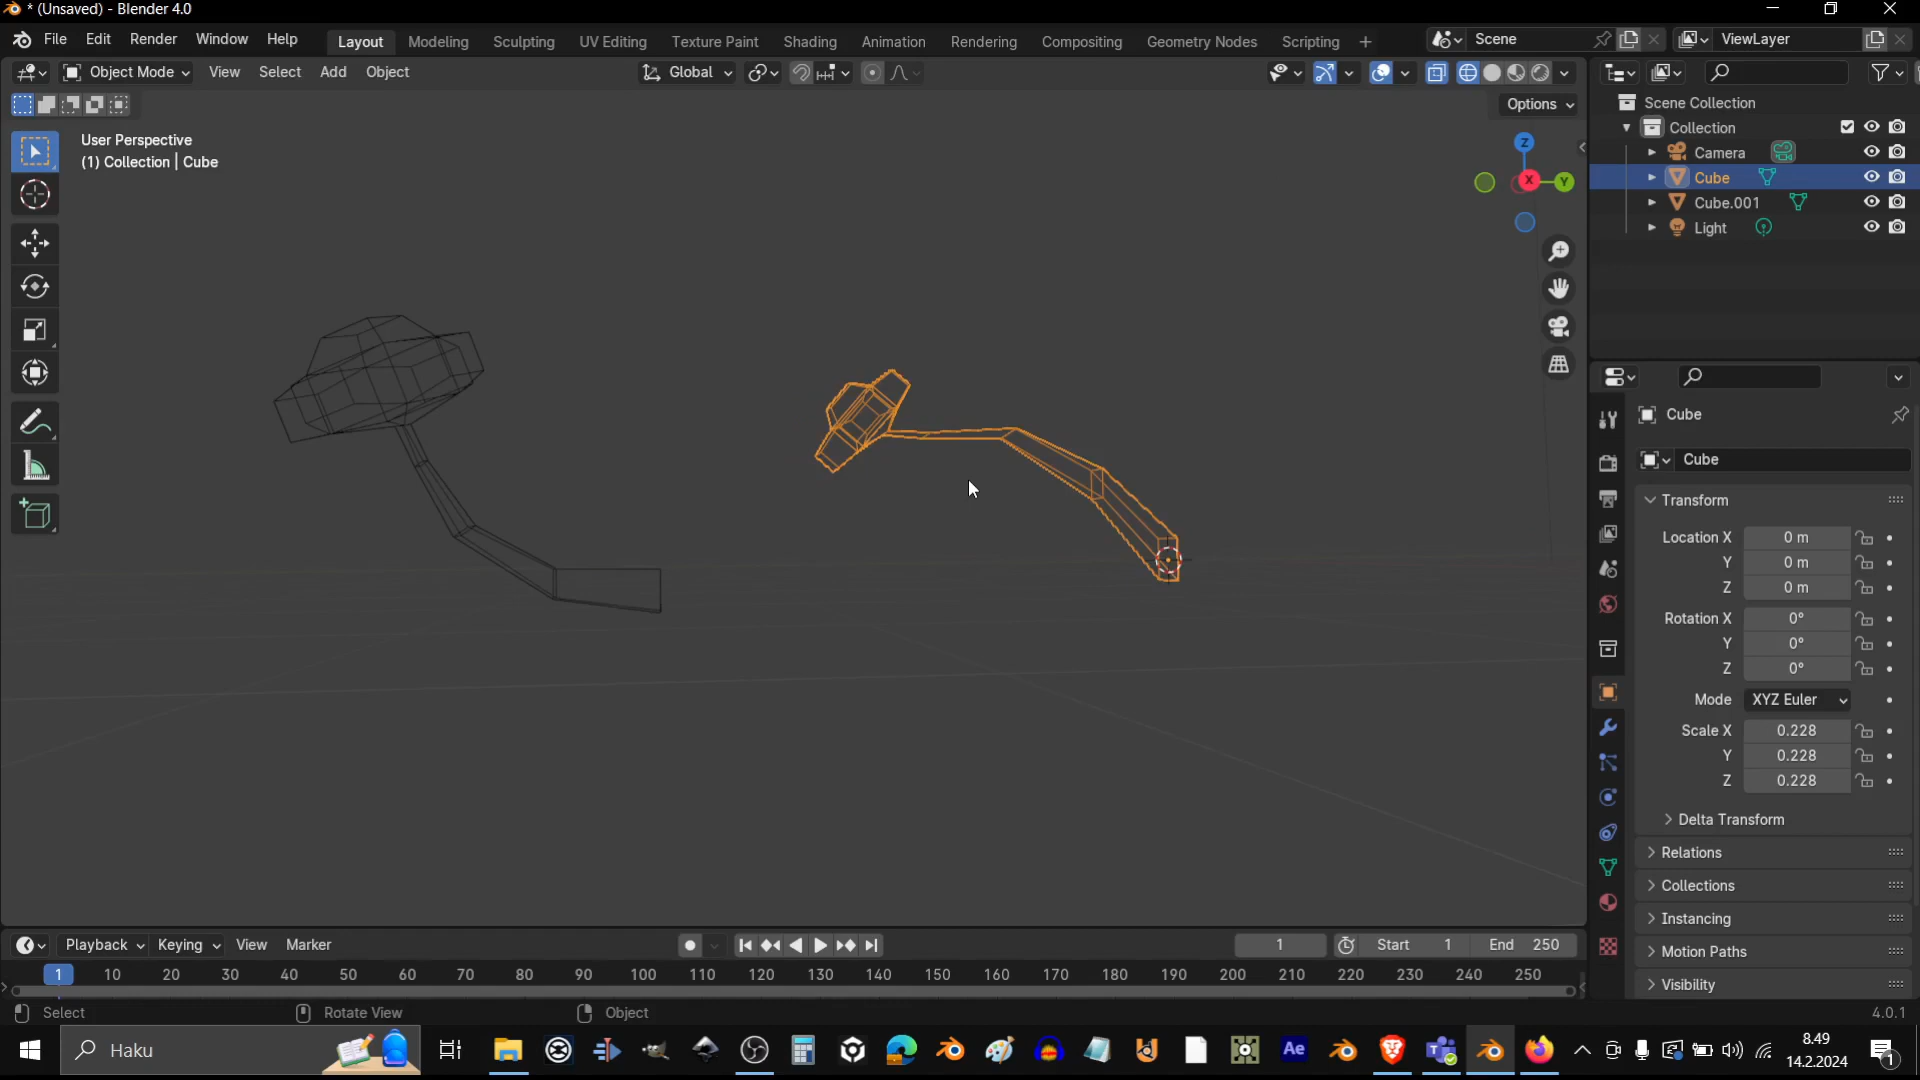 * (Unsaved) - Blender 4.0
File Edit Render Window Help
Layout Modeling Sculpting UV Editing Texture Paint Shading Animation Rendering Compositing Geometry Nodes Scripting +
Scene
ViewLayer
Object Mode View Select Add Object
Global
Options
User Perspective
(1) Collection | Cube
Z
X
Y
Scene Collection
Collection
Camera
Cube
Cube.001
Light
Cube
Cube
Transform
Location X 0 m
Y 0 m
Z 0 m
Rotation X 0°
Y 0°
Z 0°
Mode XYZ Euler
Scale X 0.228
Y 0.228
Z 0.228
Delta Transform
Relations
Collections
Instancing
Motion Paths
Visibility
Playback Keying View Marker
1
Start 1 End 250
1 10 20 30 40 50 60 70 80 90 100 110 120 130 140 150 160 170 180 190 200 210 220 230 240 250
Select
Rotate View
Object
4.0.1
Haku
Ae
8.49
14.2.2024
1